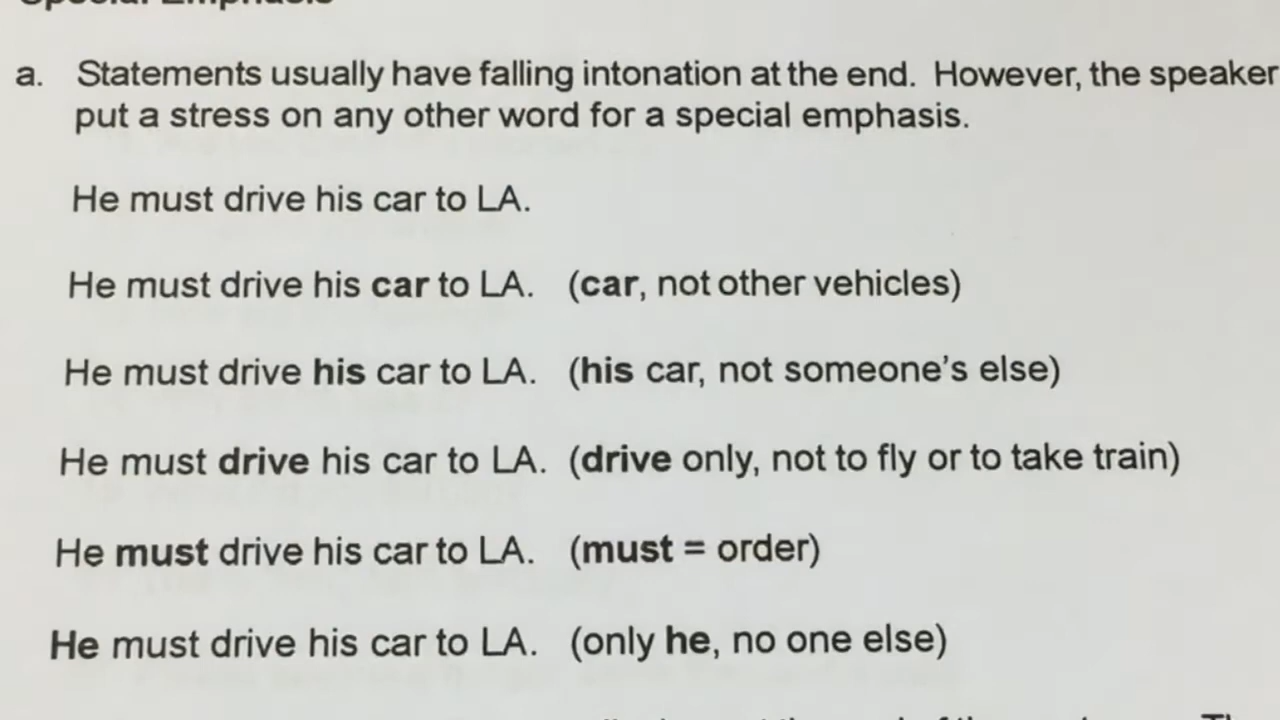 Special Emphasis
a. Statements usually have falling intonation at the end. However, the speaker
put a stress on any other word for a special emphasis.
He must drive his car to LA.
He must drive his car to LA. (car, not other vehicles)
He must drive his car to LA. (his car, not someone's else)
He must drive his car to LA. (drive only, not to fly or to take train)
He must drive his car to LA. (must = order)
He must drive his car to LA. (only he, no one else)